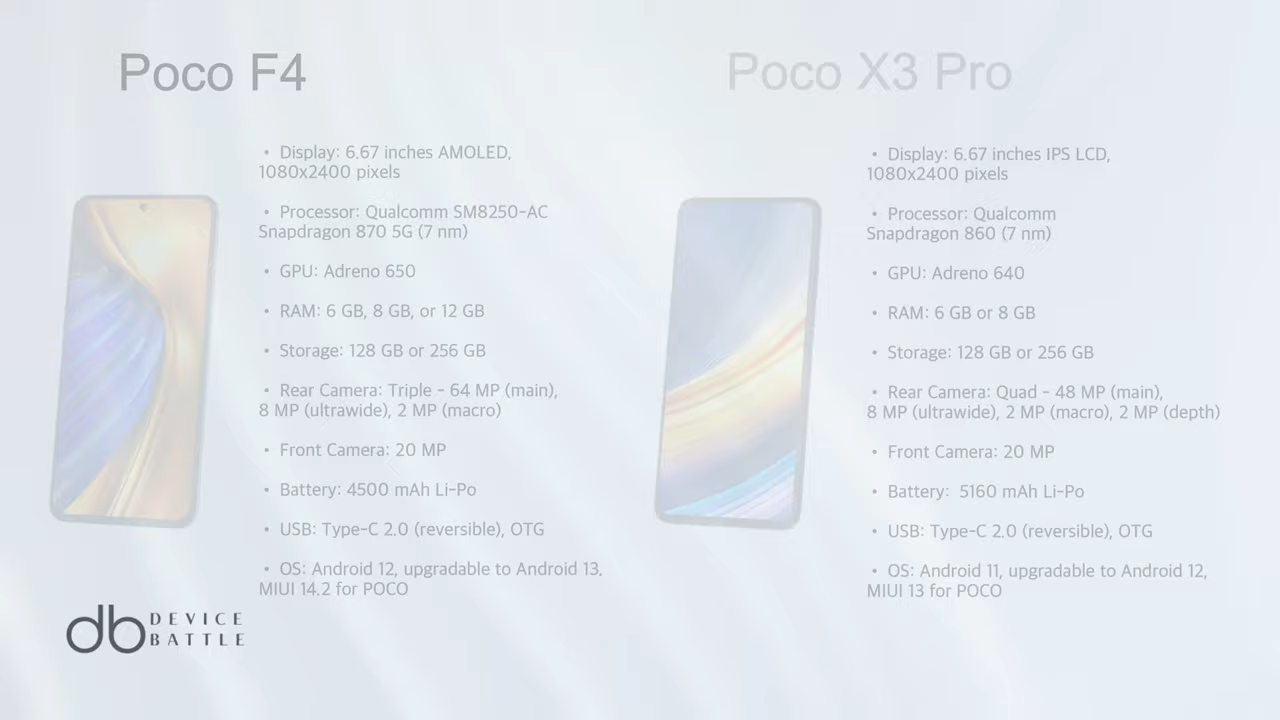 Poco F4
• Display: 6.67 inches AMOLED,
1080x2400 pixels
• Processor: Qualcomm SM8250-AC
Snapdragon 870 5G (7 nm)
• GPU: Adreno 650
• RAM: 6 GB, 8 GB, or 12 GB
• Storage: 128 GB or 256 GB
• Rear Camera: Triple - 64 MP (main),
8 MP (ultrawide), 2 MP (macro)
• Front Camera: 20 MP
• Battery: 4500 mAh Li-Po
• USB: Type-C 2.0 (reversible), OTG
• OS: Android 12, upgradable to Android 13,
MIUI 14.2 for POCO
Poco X3 Pro
• Display: 6.67 inches IPS LCD,
1080x2400 pixels
• Processor: Qualcomm
Snapdragon 860 (7 nm)
• GPU: Adreno 640
• RAM: 6 GB or 8 GB
• Storage: 128 GB or 256 GB
• Rear Camera: Quad - 48 MP (main),
8 MP (ultrawide), 2 MP (macro), 2 MP (depth)
• Front Camera: 20 MP
• Battery:  5160 mAh Li-Po
• USB: Type-C 2.0 (reversible), OTG
• OS: Android 11, upgradable to Android 12,
MIUI 13 for POCO
db DEVICE
BATTLE